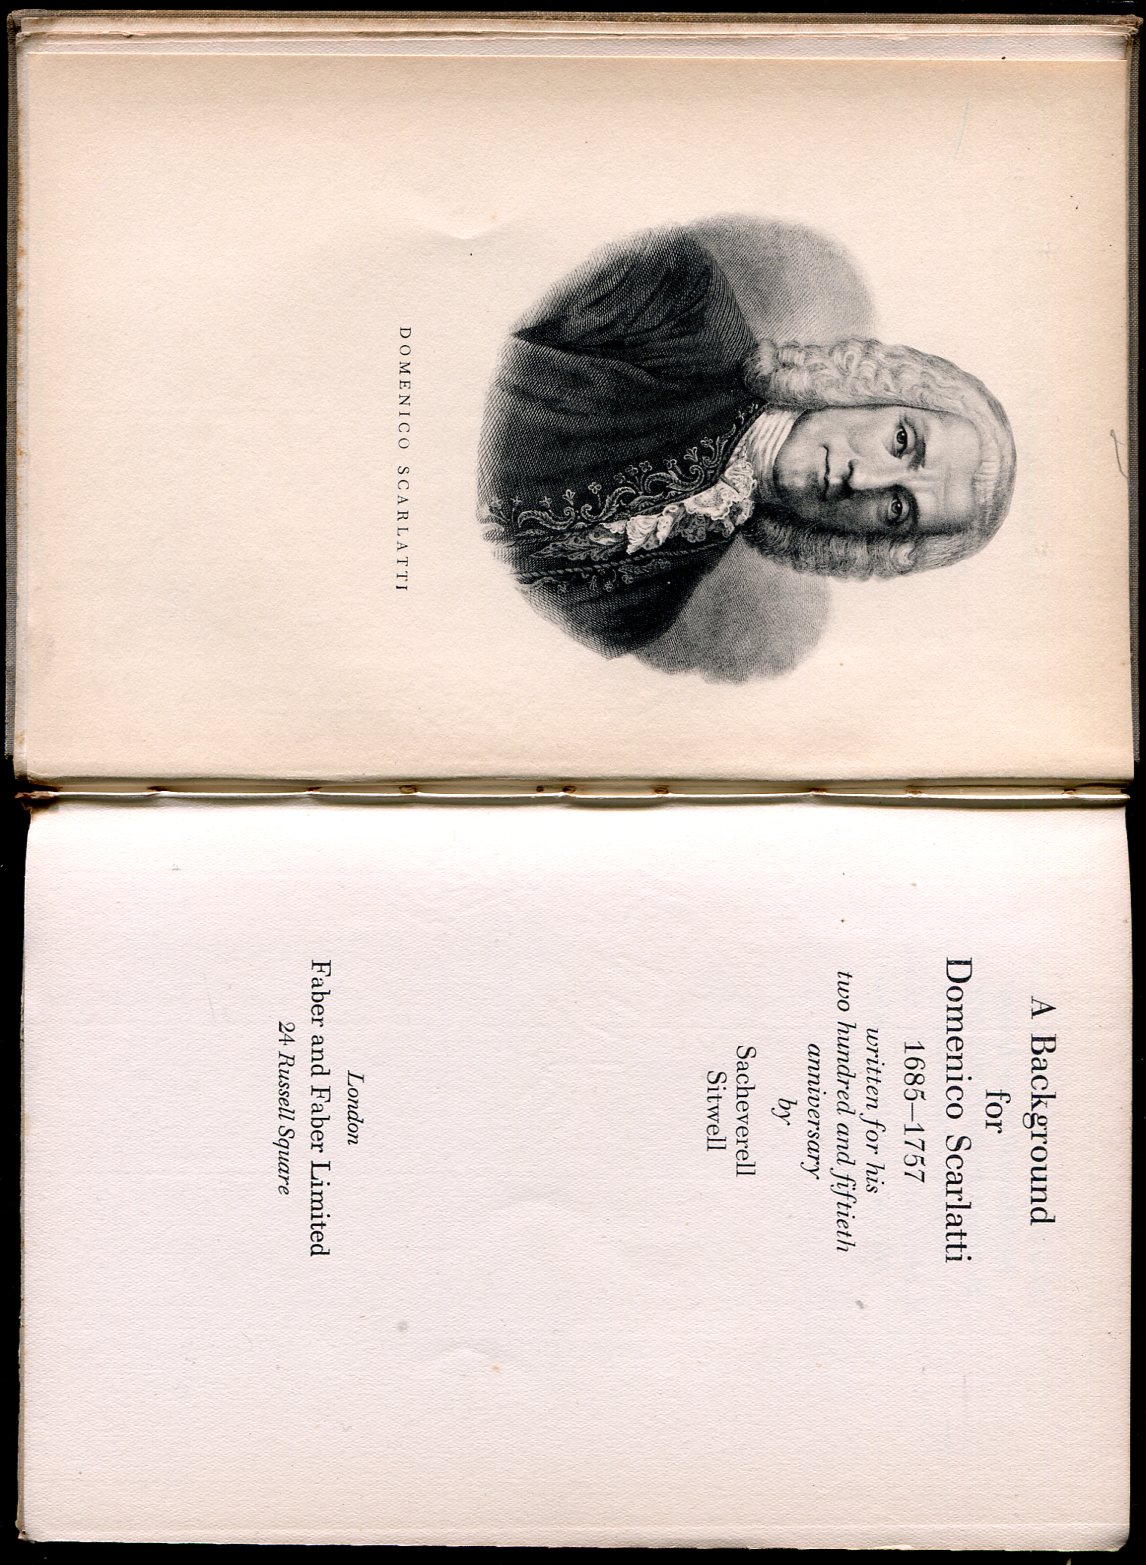 DOMENICO SCARLATTI
A Background
for
Domenico Scarlatti
1685—1757
written for his
two hundred and fiftieth
anniversary
by
Sacheverell
Sitwell
London
Faber and Faber Limited
24 Russell Square